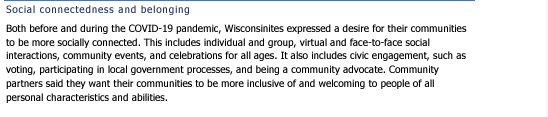 Social connectedness and belonging
Both before and during the COVID-19 pandemic, Wisconsinites expressed a desire for their communities
to be more socially connected. This includes individual and group, virtual and face-to-face social
interactions, community events, and celebrations for all ages. It also includes civic engagement, such as
voting, participating in local government processes, and being a community advocate. Community
partners said they want their communities to be more inclusive of and welcoming to people of all
personal characteristics and abilities.